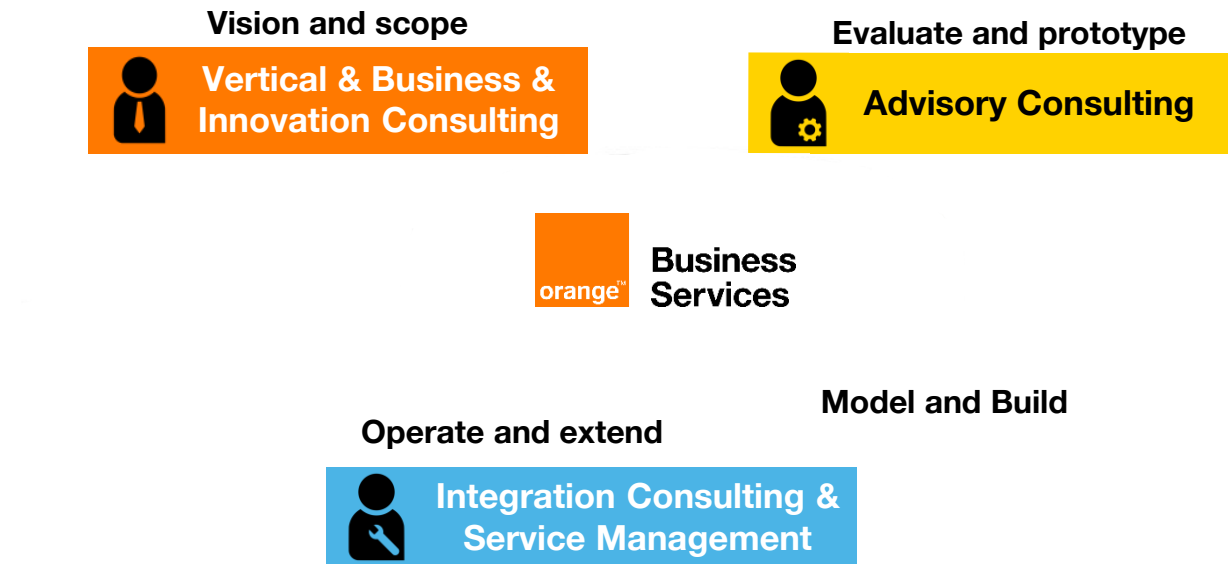 Vision and scope
Evaluate and prototype
Vertical & Business &
Innovation Consulting
Advisory Consulting
orange™
Business
Services
Model and Build
Operate and extend
Integration Consulting &
Service Management